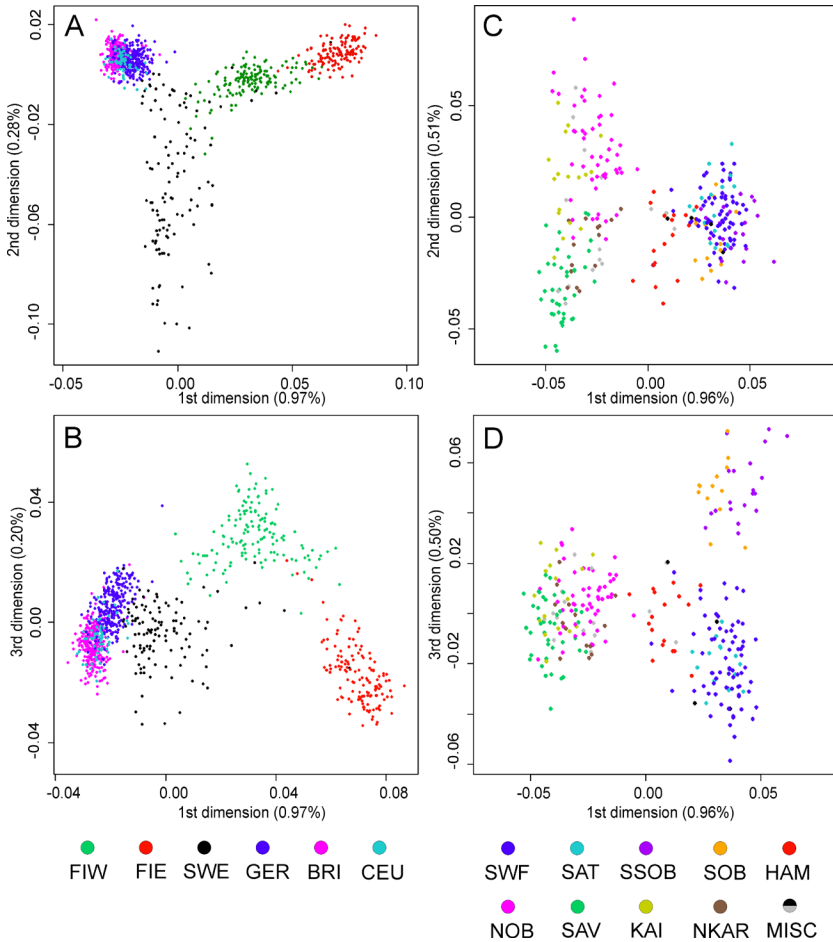 A
0.02
-0.02
-0.06
-0.10
2nd dimension (0.28%)
-0.05
0.00
0.05
0.10
1st dimension (0.97%)
C
0.05
0.00
-0.05
2nd dimension (0.51%)
-0.05
0.00
0.05
1st dimension (0.96%)
B
0.04
0.00
-0.04
3rd dimension (0.20%)
-0.04
0.00
0.04
0.08
1st dimension (0.97%)
D
0.06
0.02
-0.02
-0.06
3rd dimension (0.50%)
-0.05
0.00
0.05
1st dimension (0.96%)
FIW FIE SWE GER BRI CEU
SWF SAT SSOB SOB HAM
NOB SAV KAI NKAR MISC